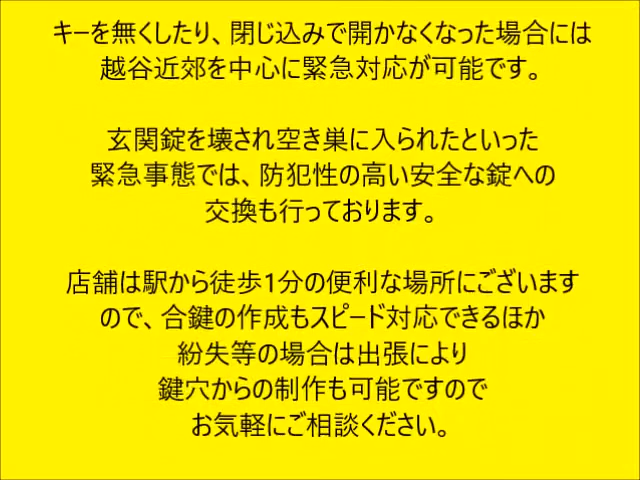 キーを無くしたり、閉じ込みで開かなくなった場合には
越谷近郊を中心に緊急対応が可能です。
玄関錠を壊され空き巣に入られたといった
緊急事態では、防犯性の高い安全な錠への
交換も行っております。
店舗は駅から徒歩1分の便利な場所にございます
ので、合鍵の作成もスピード対応できるほか
紛失等の場合は出張により
鍵穴からの制作も可能ですので
お気軽にご相談ください。